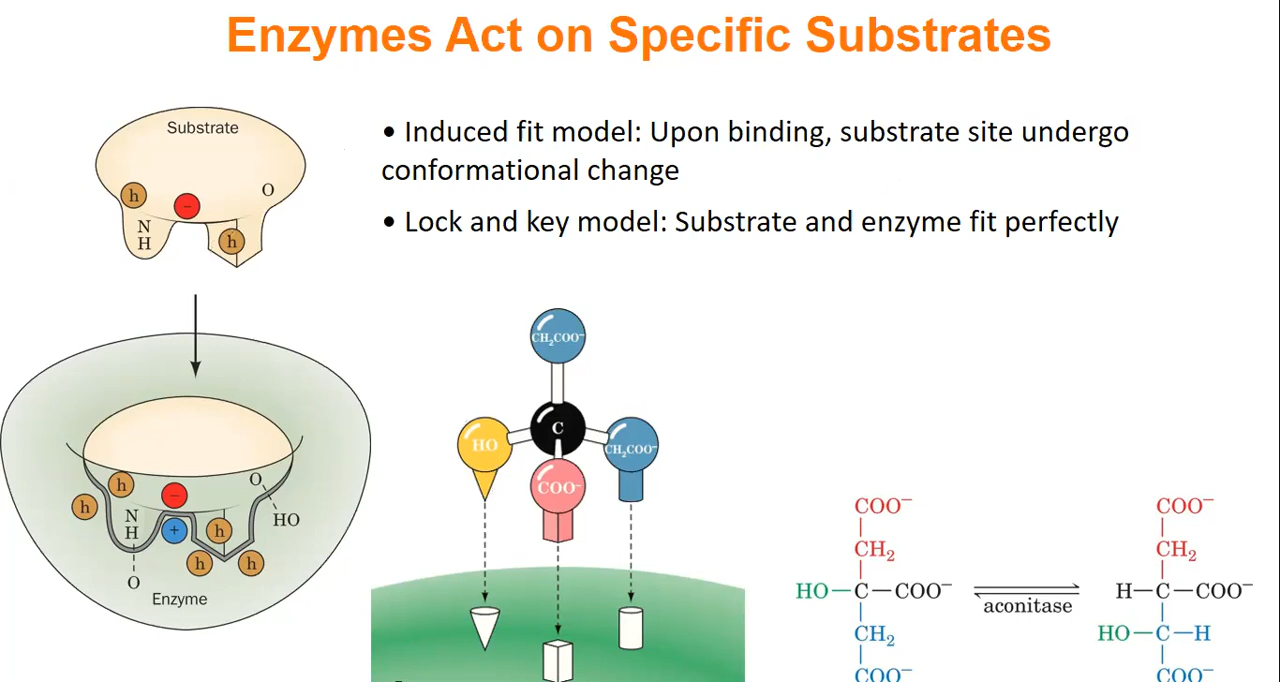 Enzymes Act on Specific Substrates
Substrate
h
−
O
N
H
h
• Induced fit model: Upon binding, substrate site undergo
conformational change
• Lock and key model: Substrate and enzyme fit perfectly
h
h
−
O
N
H
+
h
HO
h
h
O
Enzyme
CH₂COO⁻
HO
C
CH₂COO⁻
COO⁻
COO⁻
CH₂
HO—C—COO⁻
CH₂
COO⁻
aconitase
COO⁻
CH₂
H—C—COO⁻
HO—C—H
COO⁻